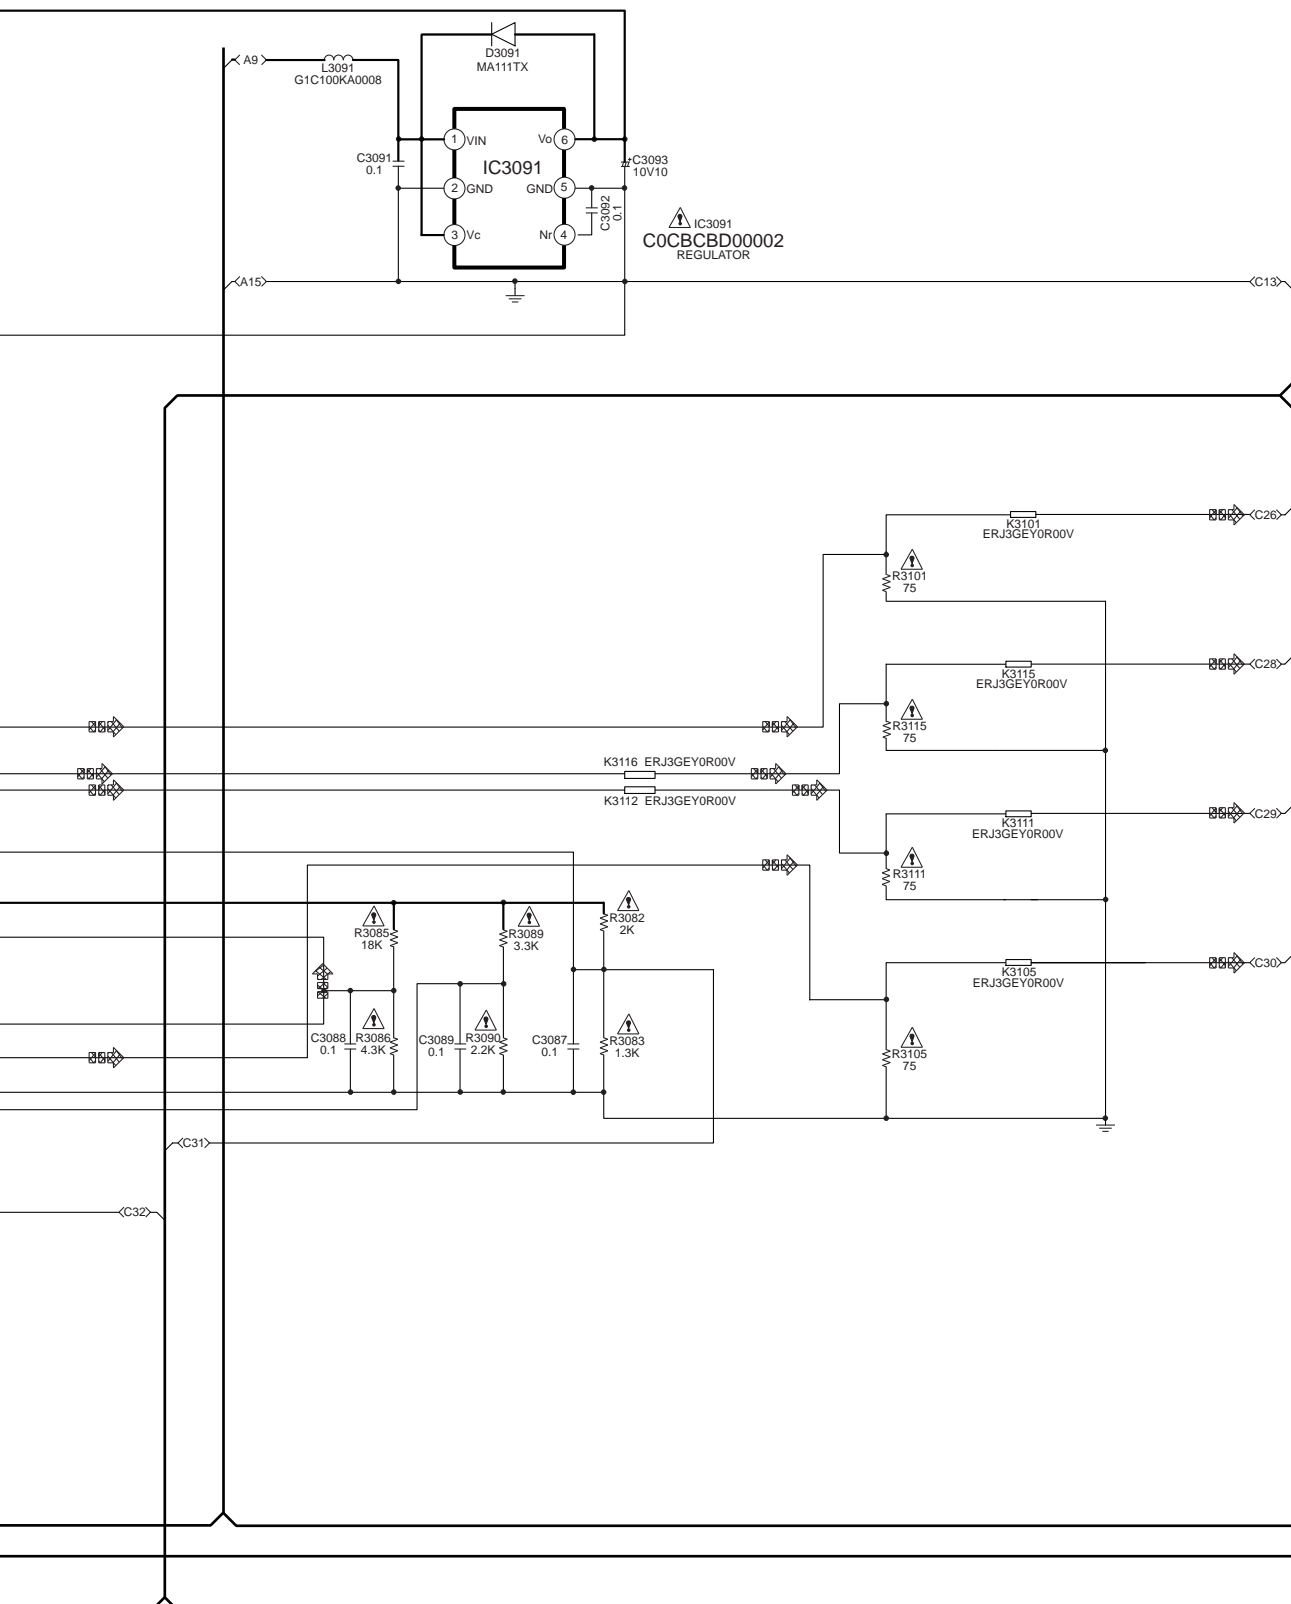 D3091
MA111TX
A9
L3091
G1C100KA0008
1
VIN
Vo
6
C3091
0.1
IC3091
C3093
10V10
2
GND
GND
5
C3092
0.1
3
Vc
Nr
4
IC3091
C0CBCBD00002
REGULATOR
A15
C13
K3101
ERJ3GEY0R00V
C26
R3101
75
K3115
ERJ3GEY0R00V
C28
R3115
75
K3116 ERJ3GEY0R00V
K3112 ERJ3GEY0R00V
K3111
ERJ3GEY0R00V
C29
R3111
75
R3085
18K
R3089
3.3K
R3082
2K
K3105
ERJ3GEY0R00V
C30
C3088
0.1
R3086
4.3K
C3089
0.1
R3090
2.2K
C3087
0.1
R3083
1.3K
R3105
75
C31
C32